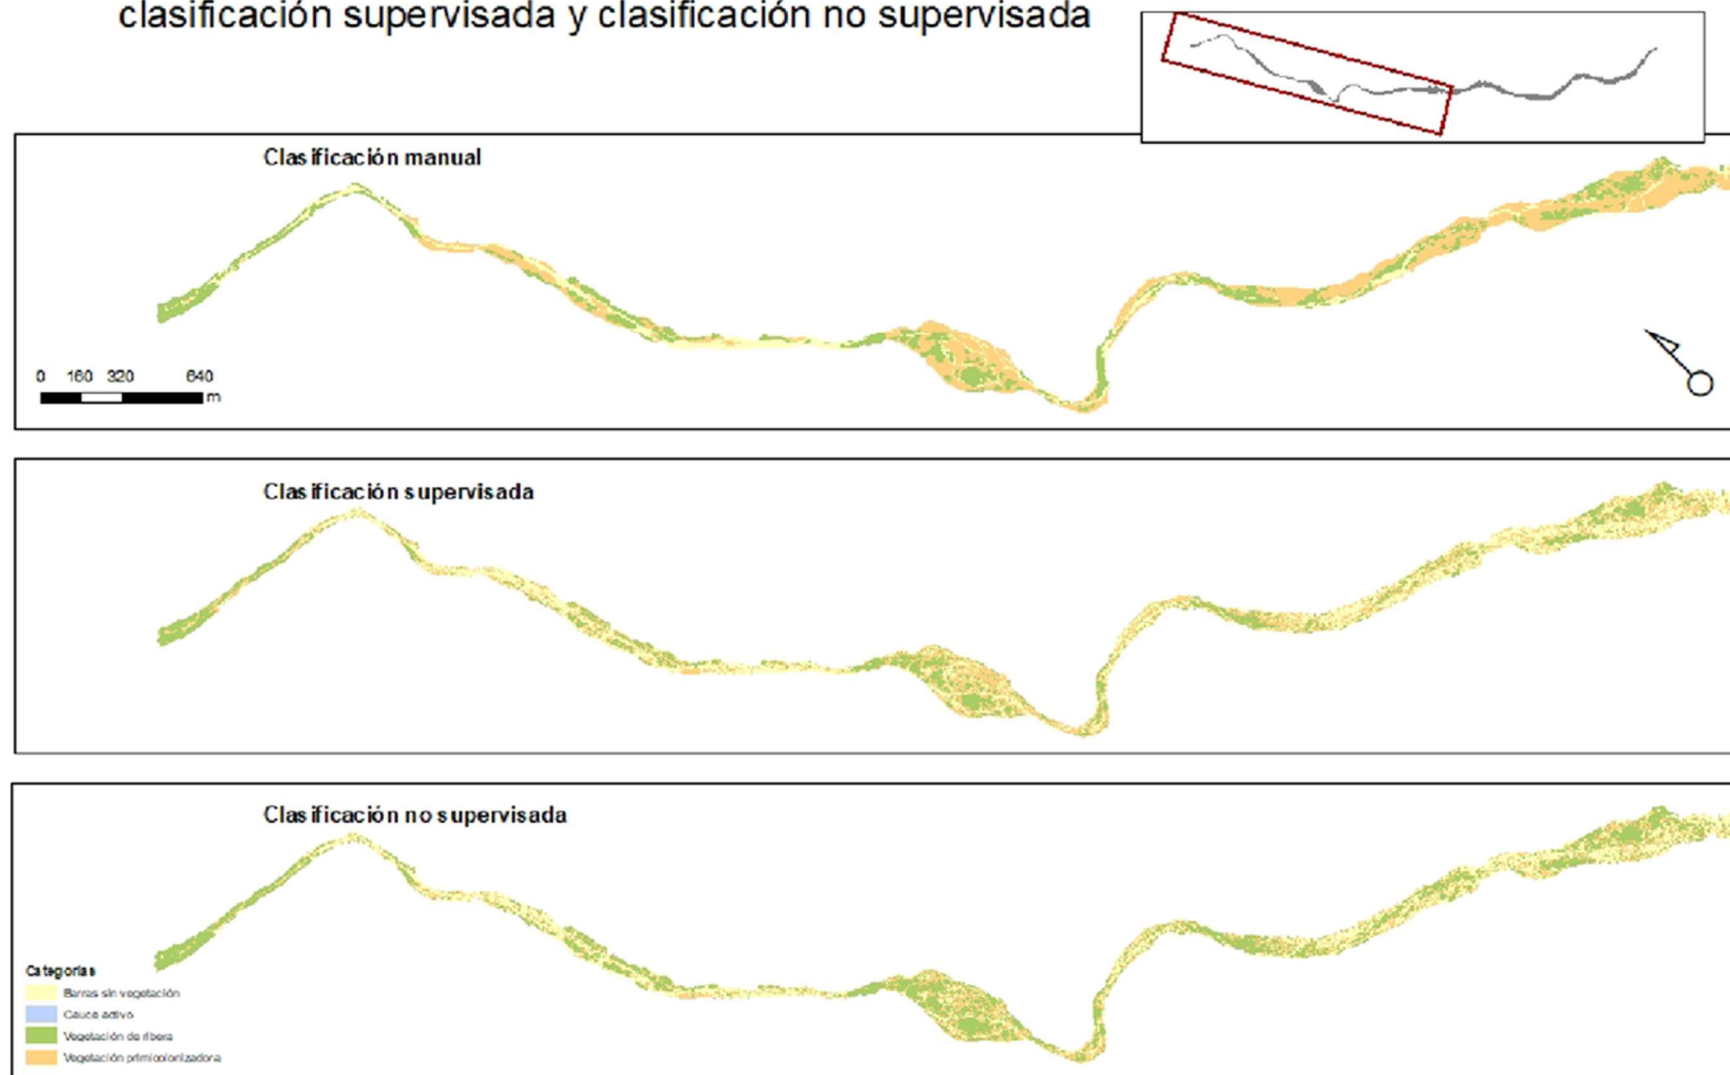 clasificación supervisada y clasificación no supervisada
Clasificación manual
0 160 320 640
m
Clasificación supervisada
Clasificación no supervisada
Categorías
Barras sin vegetación
Cauce activo
Vegetación de ribera
Vegetación primicolonizadora